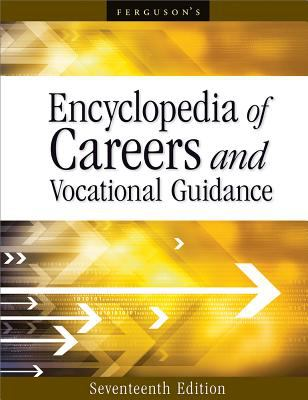 FERGUSON'S
Encyclopedia of
Careers and
Vocational Guidance
Seventeenth Edition